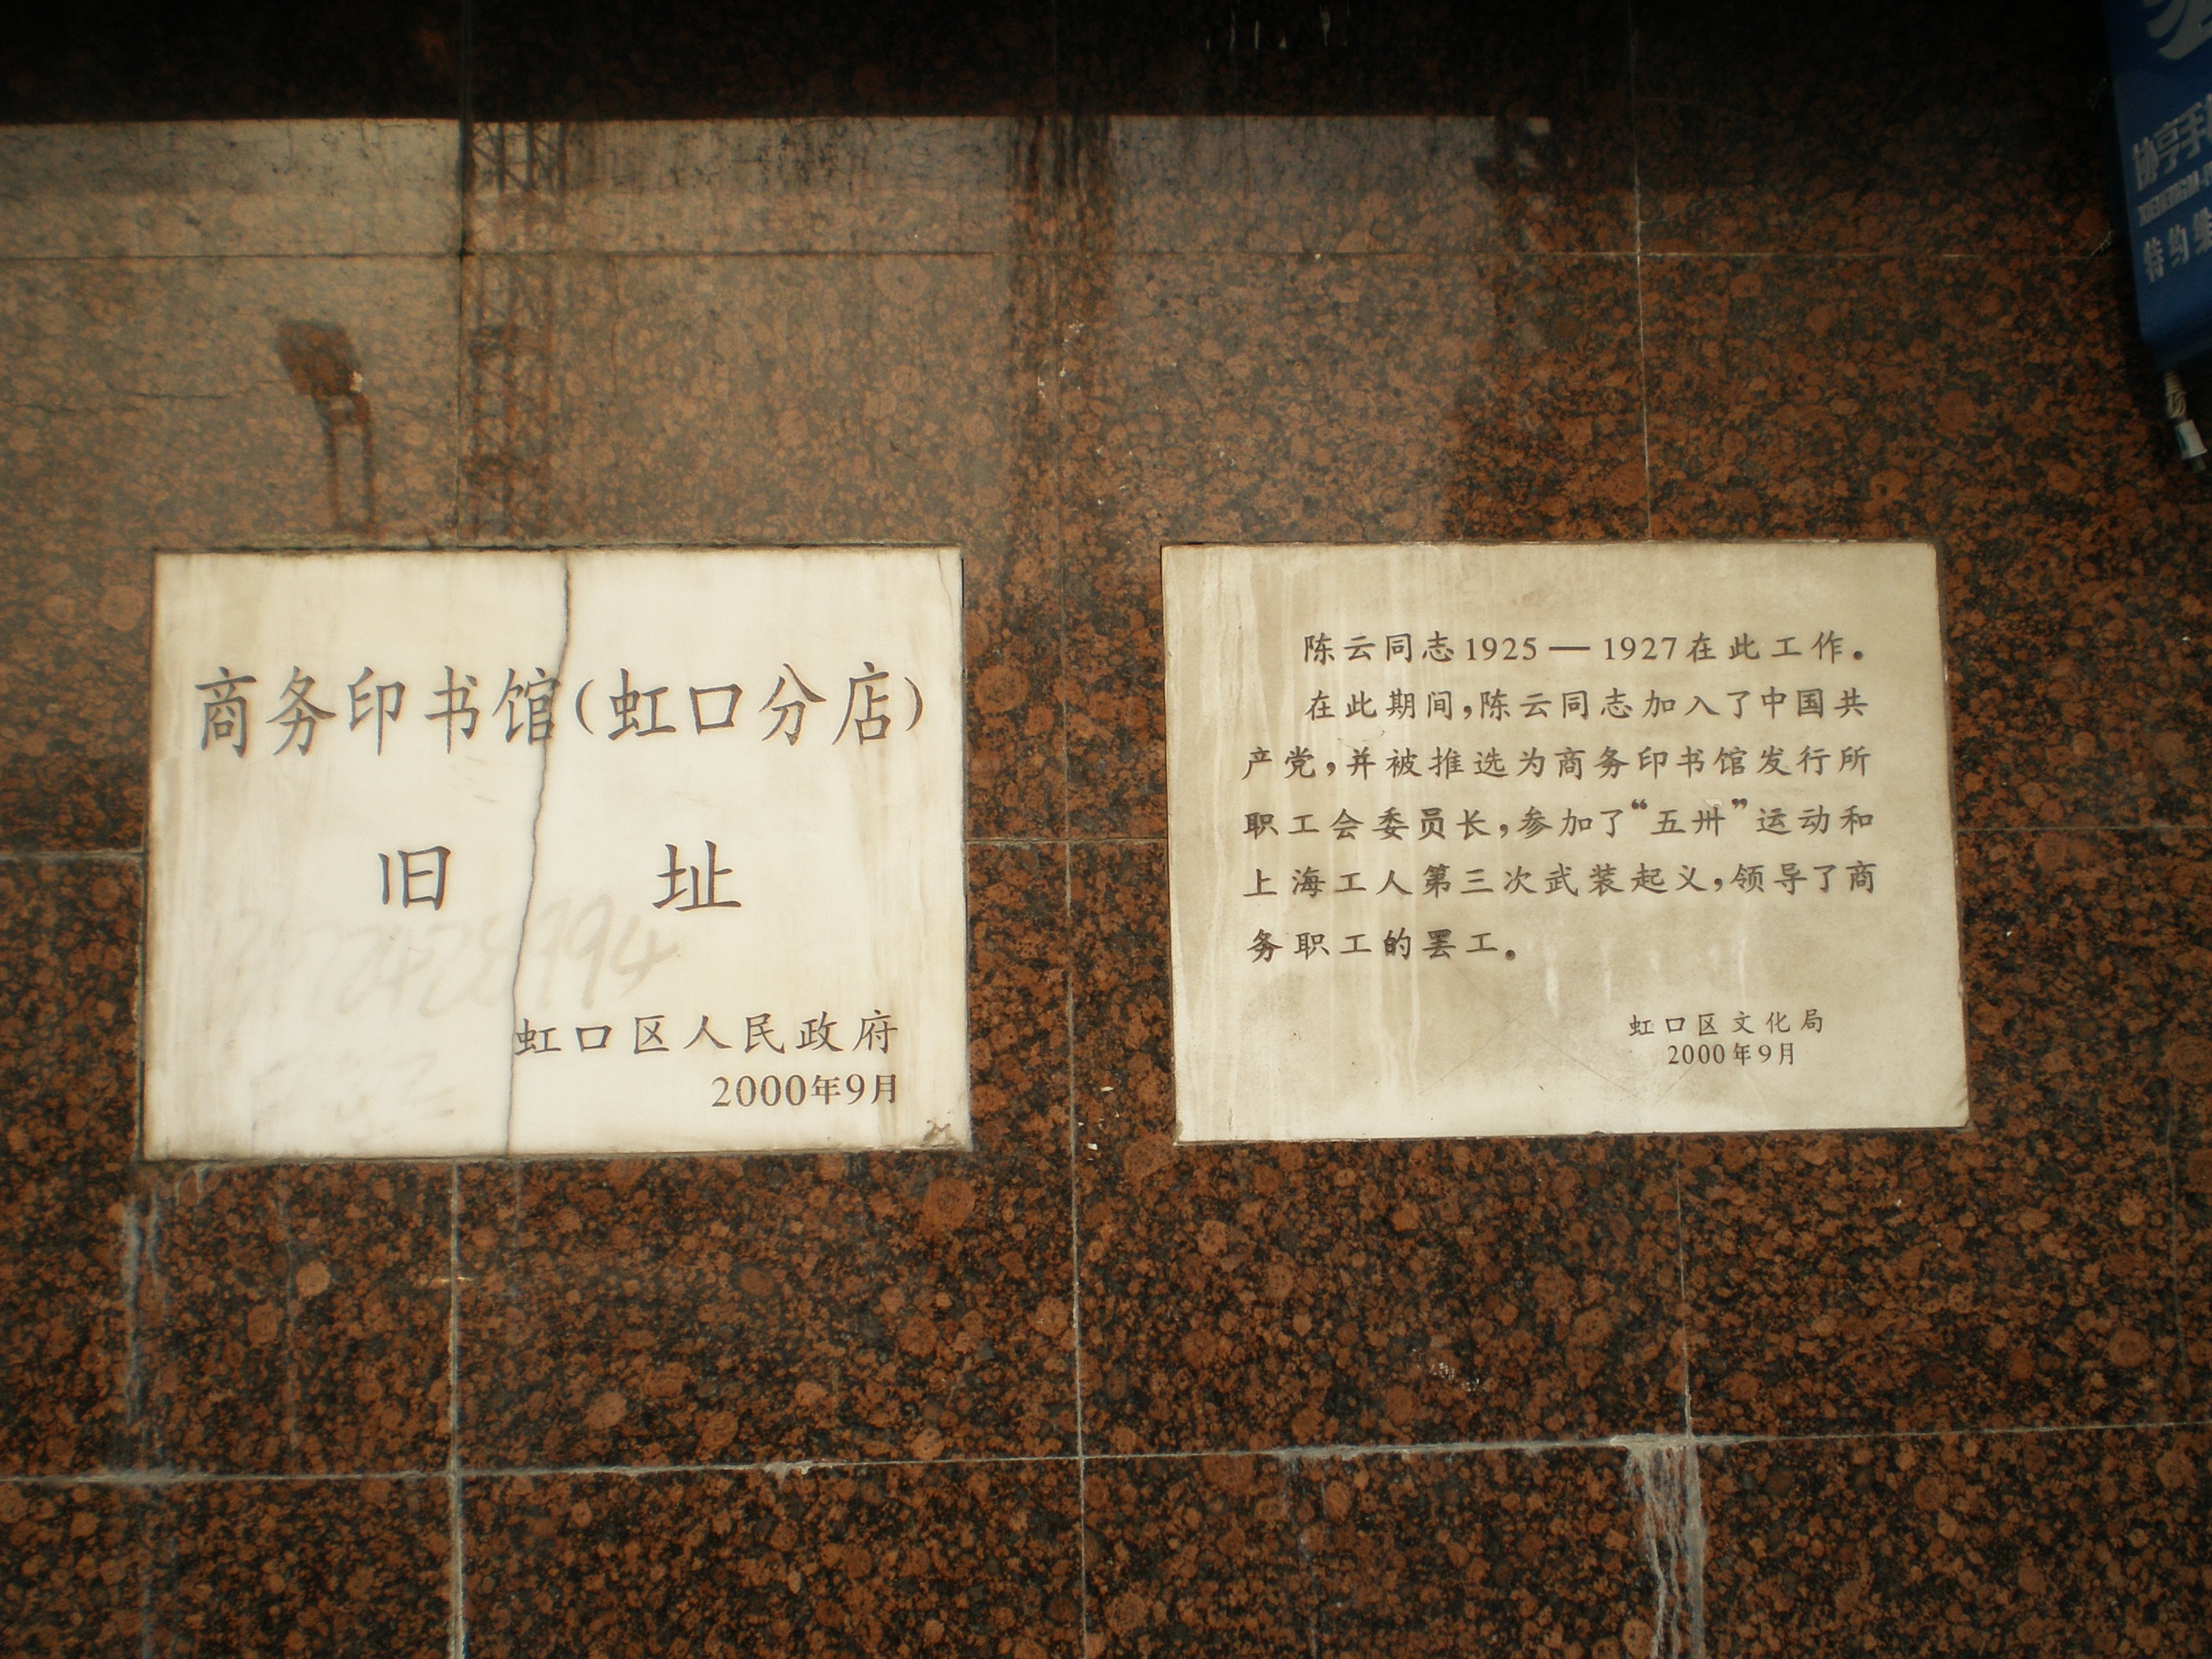 商务印书馆(虹口分店)
旧 址
虹口区人民政府
2000年9月
陈云同志1925—1927在此工作。
在此期间,陈云同志加入了中国共
产党,并被推选为商务印书馆发行所
职工会委员长,参加了“五卅”运动和
上海工人第三次武装起义,领导了商
务职工的罢工。
虹口区文化局
2000年9月
协亨手
特约